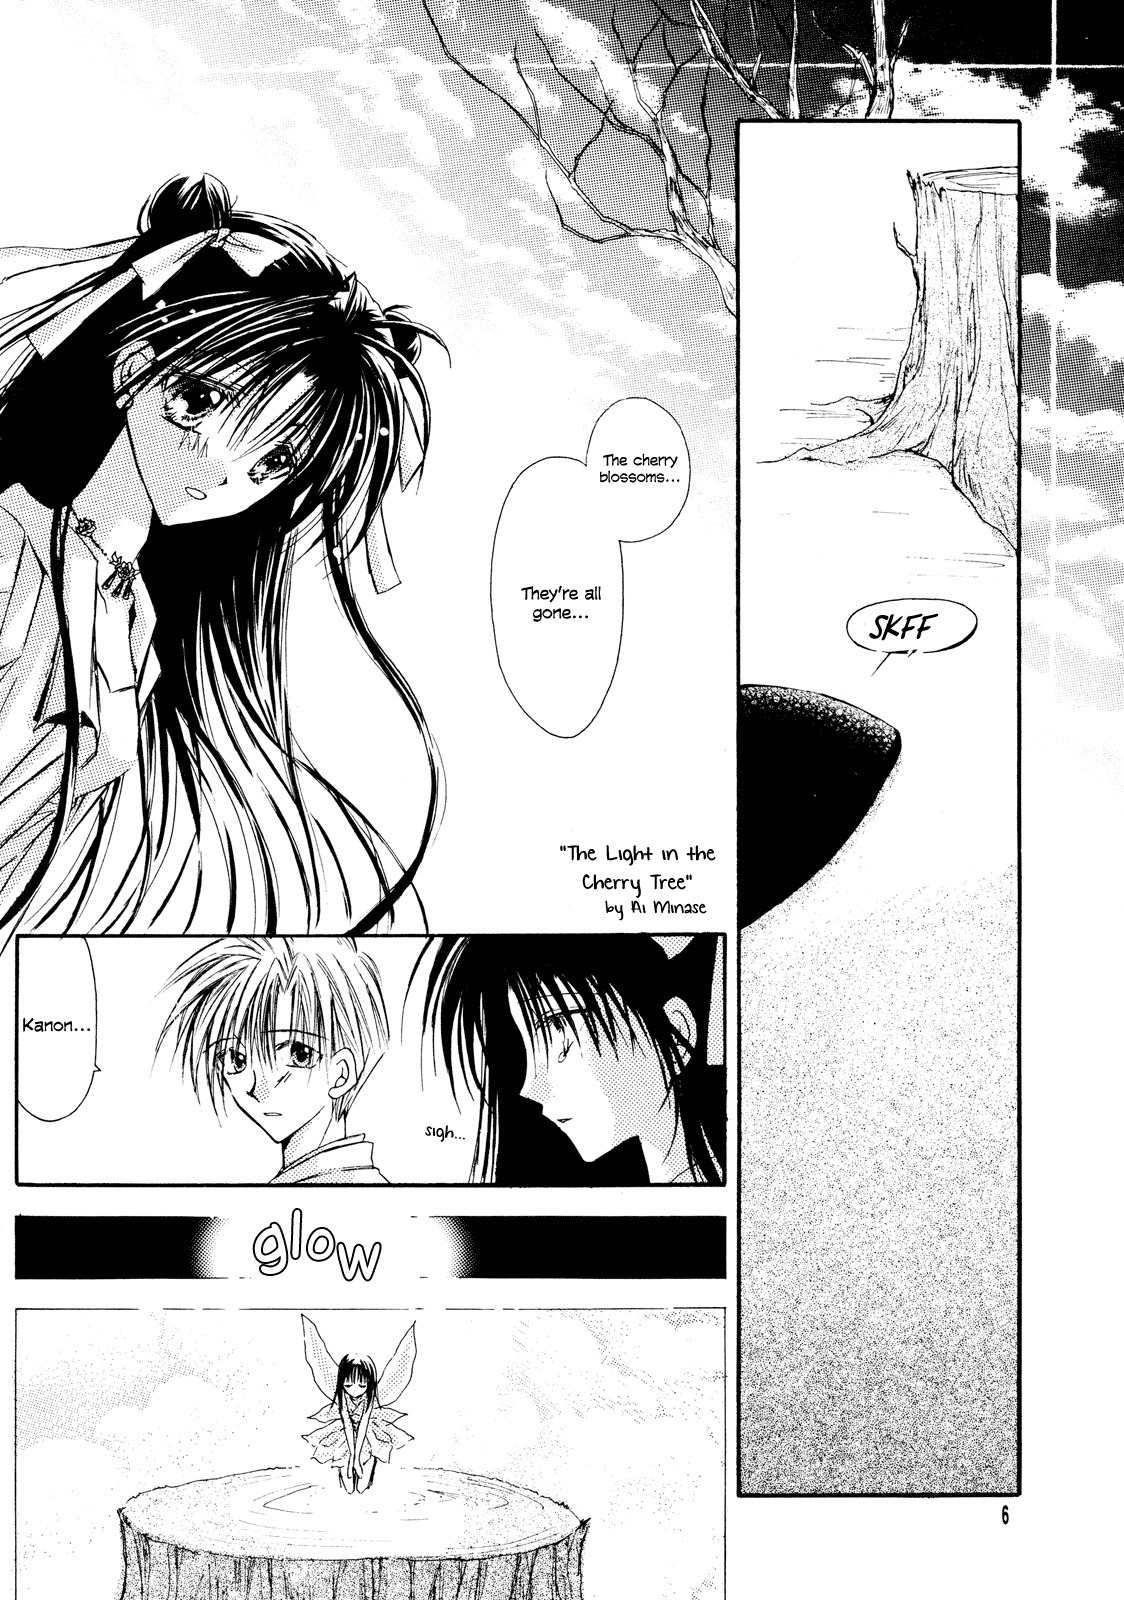 SKFF
The cherry
blossoms...
They're all
gone...
"The Light in the
Cherry Tree"
by Ai Minase
sigh...
Kanon...
glow
6